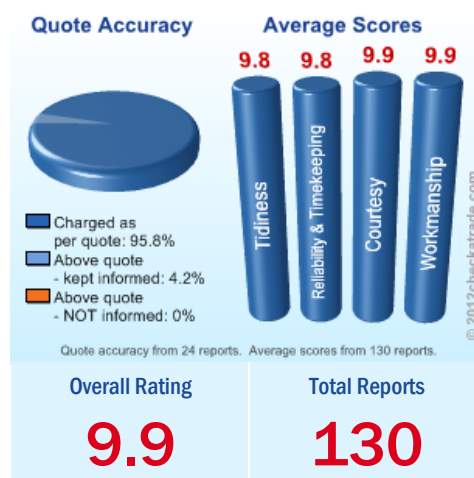 Quote Accuracy
Average Scores
9.8
9.8
9.9
9.9
Tidiness
Reliability & Timekeeping
Courtesy
Workmanship
Charged as
per quote: 95.8%
Above quote
- kept informed: 4.2%
Above quote
- NOT informed: 0%
© 2012checkatrade.com
Quote accuracy from 24 reports. Average scores from 130 reports.
Overall Rating
Total Reports
9.9
130